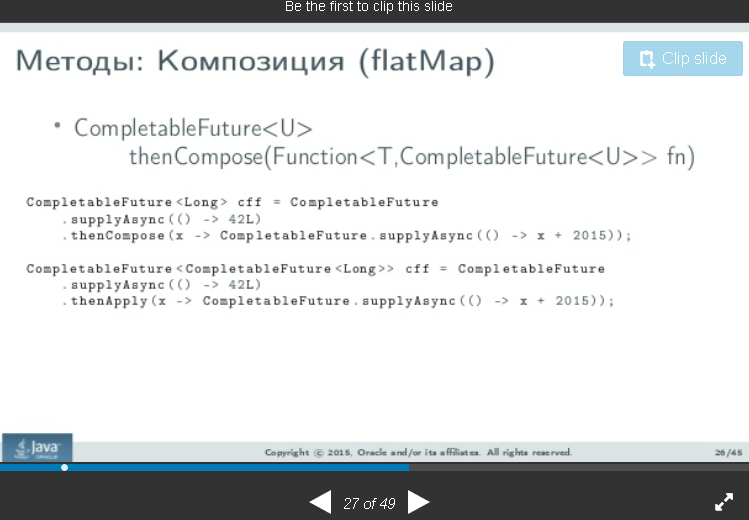 Be the first to clip this slide
Методы: Композиция (flatMap)
Clip slide
• CompletableFuture<U>
thenCompose(Function<T,CompletableFuture<U>> fn)
CompletableFuture<Long> cff = CompletableFuture
.supplyAsync(() -> 42L)
.thenCompose(x -> CompletableFuture.supplyAsync(() -> x + 2015));
CompletableFuture<CompletableFuture<Long>> cff = CompletableFuture
.supplyAsync(() -> 42L)
.thenApply(x -> CompletableFuture.supplyAsync(() -> x + 2015));
Java
ORACLE
Copyright © 2015, Oracle and/or its affiliates. All rights reserved.
26/45
27 of 49